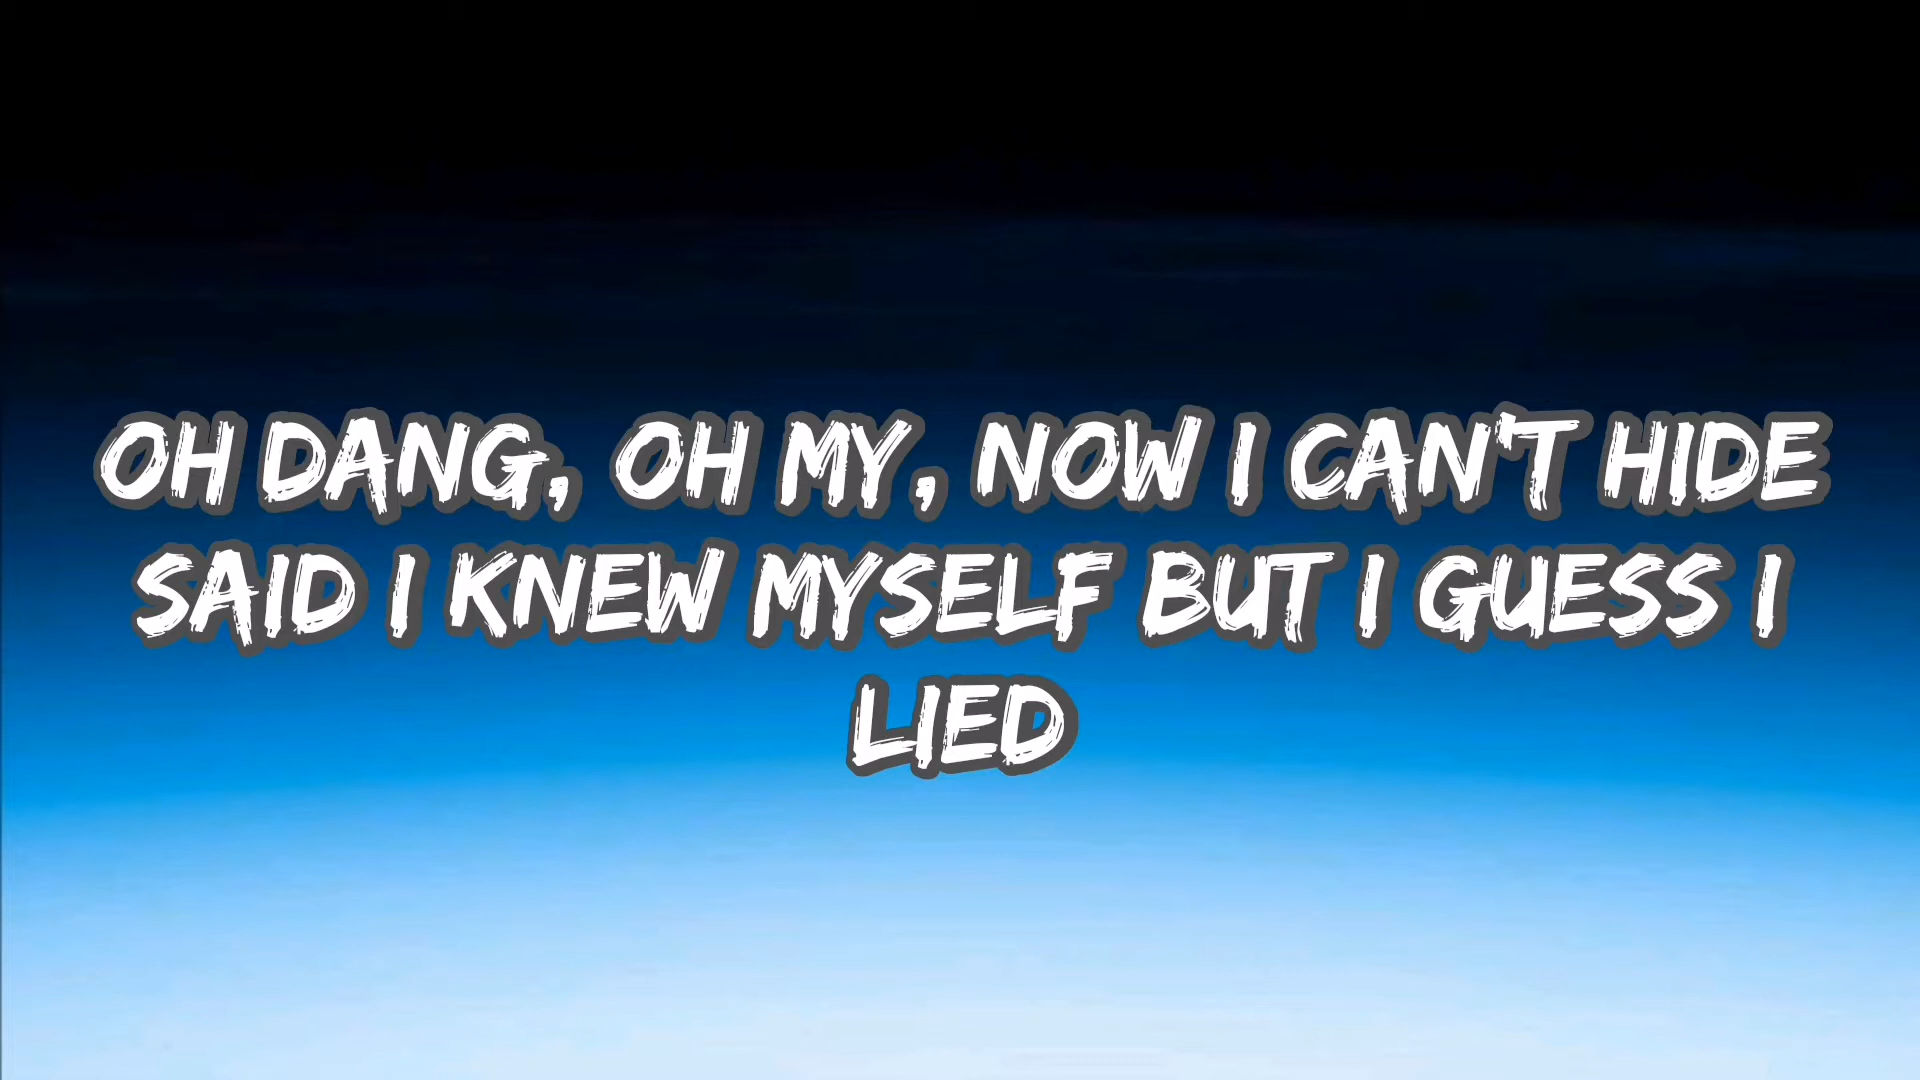 OH DANG, OH MY, NOW I CAN'T HIDE
SAID I KNEW MYSELF BUT I GUESS I
LIED